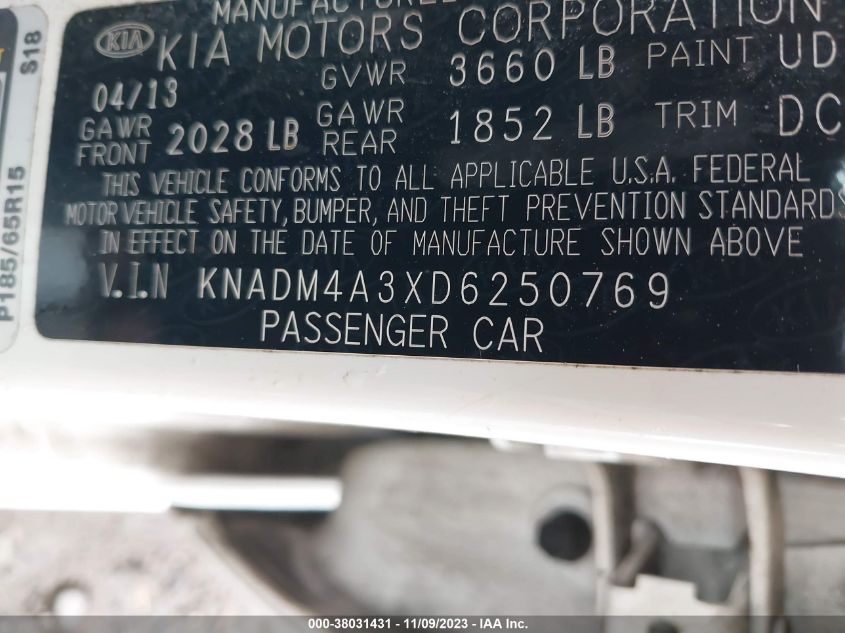 MANUFACTURED
KIA KIA MOTORS CORPORATION
04/13 GVWR 3660 LB PAINT UD
GAWR FRONT 2028 LB GAWR REAR 1852 LB TRIM DC
THIS VEHICLE CONFORMS TO ALL APPLICABLE U.S.A. FEDERAL
MOTOR VEHICLE SAFETY, BUMPER, AND THEFT PREVENTION STANDARDS
IN EFFECT ON THE DATE OF MANUFACTURE SHOWN ABOVE
V.I.N KNADM4A3XD6250769
PASSENGER CAR
P185/65R15 S18
000-38031431 - 11/09/2023 - IAA Inc.